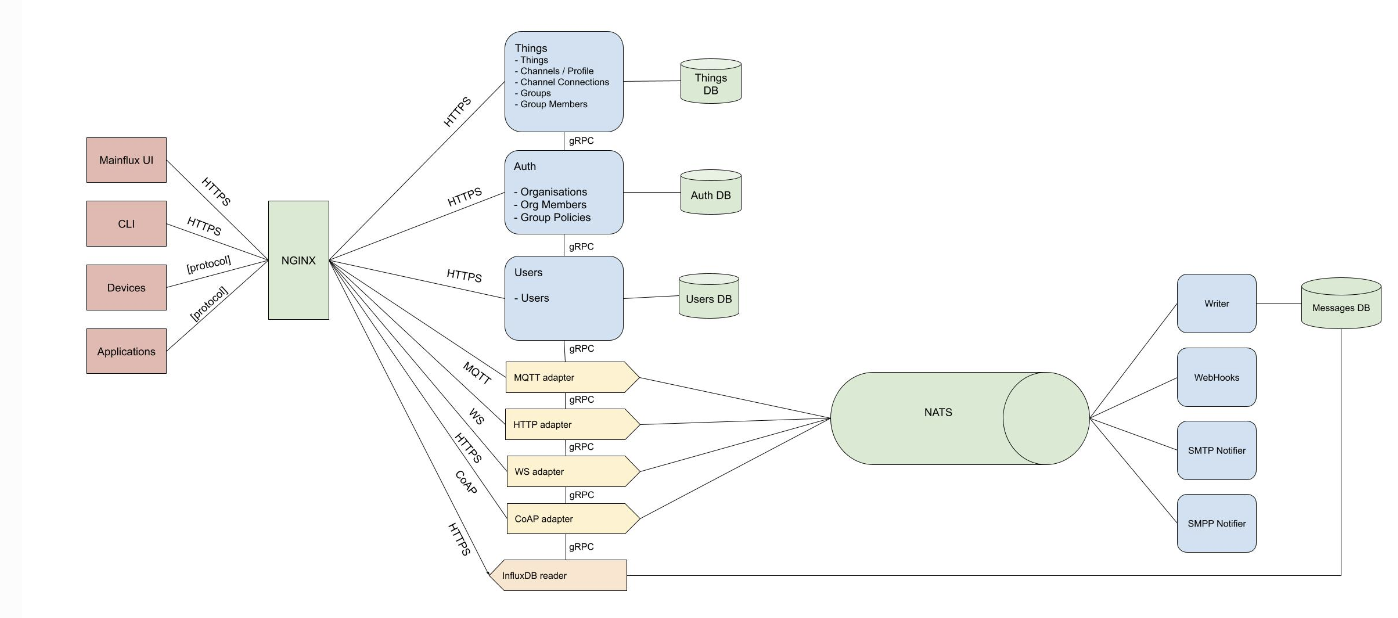 Things
- Things
- Channels / Profile
- Channel Connections
- Groups
- Group Members
Things
DB
HTTPS
gRPC
Mainflux UI
HTTPS
Auth
- Organisations
- Org Members
- Group Policies
Auth DB
HTTPS
CLI
HTTPS
gRPC
NGINX
[protocol]
Devices
[protocol]
Applications
HTTPS
Users
- Users
Users DB
gRPC
MQTT
MQTT adapter
gRPC
WS
HTTP adapter
gRPC
HTTPS
WS adapter
gRPC
CoAP
CoAP adapter
gRPC
HTTPS
InfluxDB reader
NATS
Writer
Messages DB
WebHooks
SMTP Notifier
SMPP Notifier